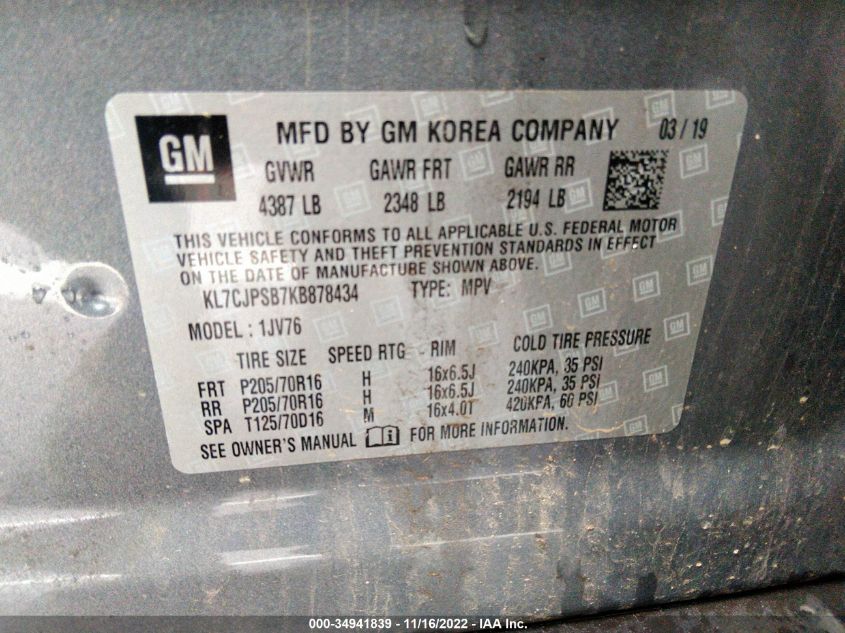 GM MFD BY GM KOREA COMPANY 03/19
GVWR GAWR FRT GAWR RR
4387 LB 2348 LB 2194 LB
THIS VEHICLE CONFORMS TO ALL APPLICABLE U.S. FEDERAL MOTOR
VEHICLE SAFETY AND THEFT PREVENTION STANDARDS IN EFFECT
ON THE DATE OF MANUFACTURE SHOWN ABOVE.
KL7CJPSB7KB878434 TYPE: MPV
MODEL : 1JV76
TIRE SIZE SPEED RTG RIM COLD TIRE PRESSURE
FRT P205/70R16 H 16x6.5J 240KPA, 35 PSI
RR P205/70R16 H 16x6.5J 240KPA, 35 PSI
SPA T125/70D16 M 16x4.0T 420KPA, 60 PSI
SEE OWNER'S MANUAL FOR MORE INFORMATION.
000-34941839 - 11/16/2022 - IAA Inc.